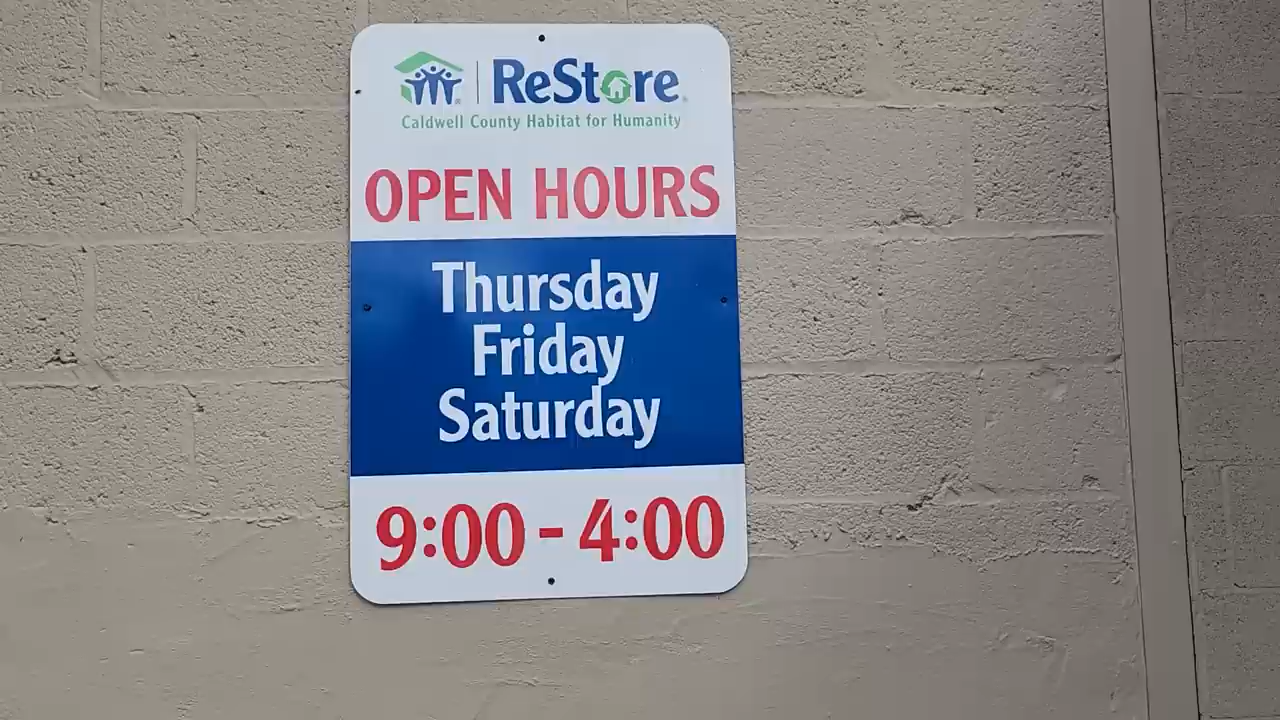 ReStore
Caldwell County Habitat for Humanity
OPEN HOURS
Thursday
Friday
Saturday
9:00 - 4:00